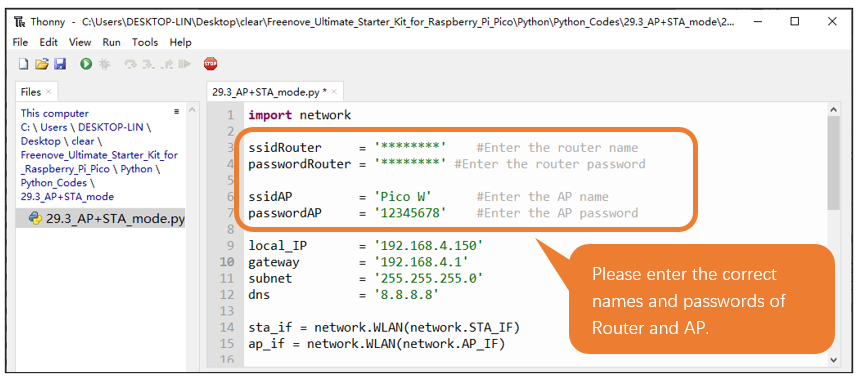 Thonny - C:\Users\DESKTOP-LIN\Desktop\clear\Freenove_Ultimate_Starter_Kit_for_Raspberry_Pi_Pico\Python\Python_Codes\29.3_AP+STA_mode\2...
File Edit View Run Tools Help
STOP
Files ×
This computer
C: \ Users \ DESKTOP-LIN \
Desktop \ clear \
Freenove_Ultimate_Starter_Kit_for
_Raspberry_Pi_Pico \ Python \
Python_Codes \
29.3_AP+STA_mode
29.3_AP+STA_mode.py
29.3_AP+STA_mode.py * ×
1 import network
2
3 ssidRouter = '********' #Enter the router name
4 passwordRouter = '********' #Enter the router password
5
6 ssidAP = 'Pico W' #Enter the AP name
7 passwordAP = '12345678' #Enter the AP password
8
9 local_IP = '192.168.4.150'
10 gateway = '192.168.4.1'
11 subnet = '255.255.255.0'
12 dns = '8.8.8.8'
13
14 sta_if = network.WLAN(network.STA_IF)
15 ap_if = network.WLAN(network.AP_IF)
16
Please enter the correct
names and passwords of
Router and AP.